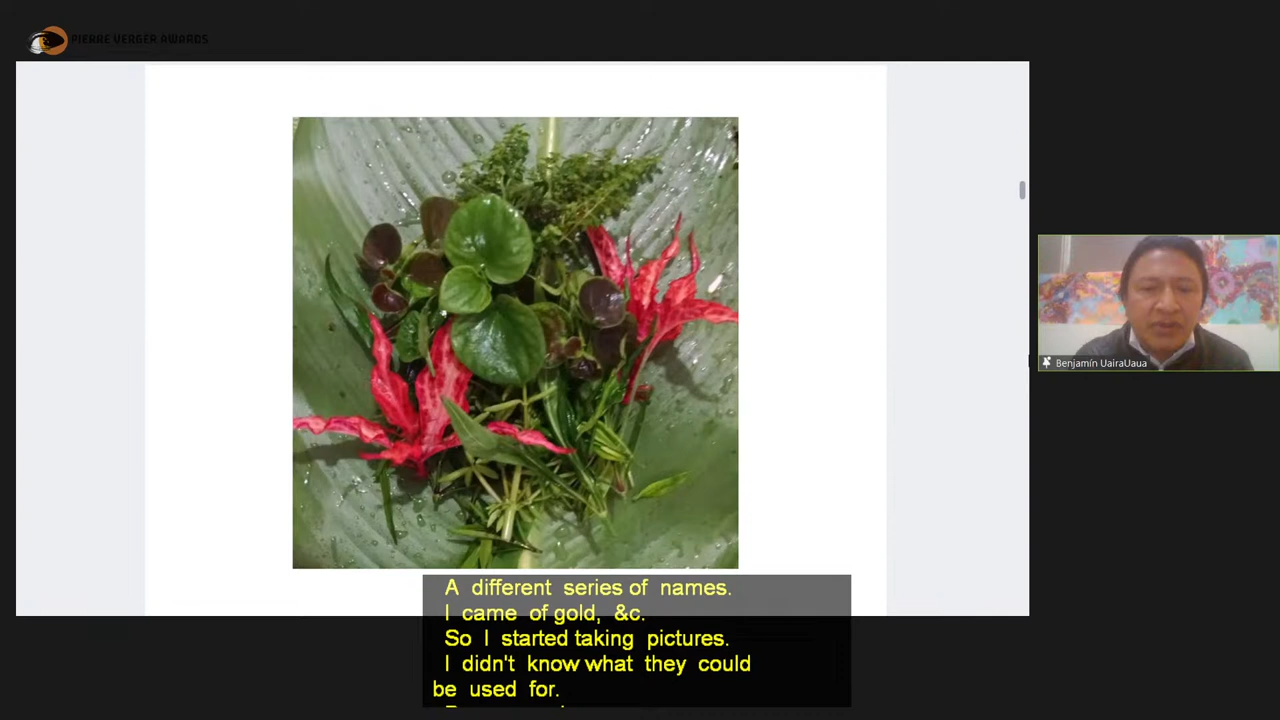 PIERRE VERGER AWARDS
Benjamín UairaUaua
A different series of names.
I came of gold, &c.
So I started taking pictures.
I didn't know what they could
be used for.